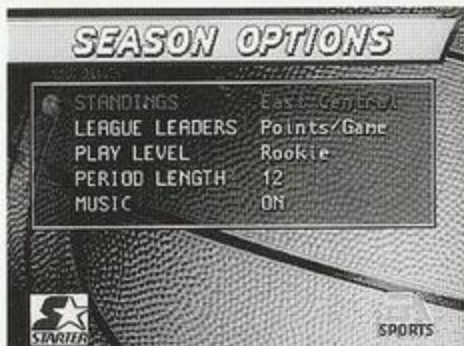 SEASON OPTIONS
STANDINGS East Central
LEAGUE LEADERS Points/Game
PLAY LEVEL Rookie
PERIOD LENGTH 12
MUSIC ON
STARTER
EA
SPORTS